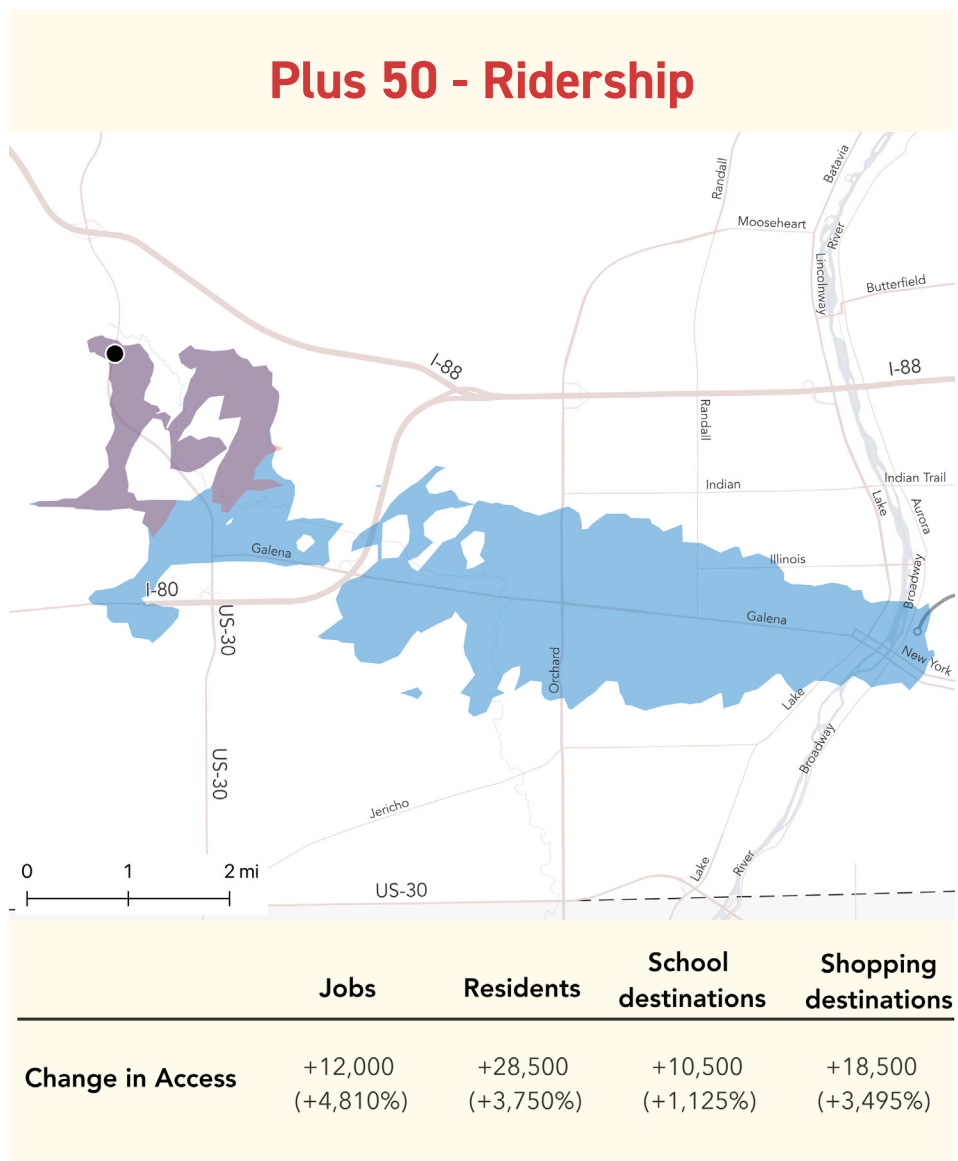 Plus 50 - Ridership
Batavia
Randall
Mooseheart
River
Lincolnway
Butterfield
I-88
I-88
Randall
Indian
Indian Trail
Lake
Aurora
Galena
Illinois
I-80
Broadway
US-30
Galena
New York
Orchard
Lake
Broadway
US-30
Jericho
River
Lake
0 1 2 mi
US-30
Jobs Residents School destinations Shopping destinations
Change in Access
+12,000 +28,500 +10,500 +18,500
(+4,810%) (+3,750%) (+1,125%) (+3,495%)